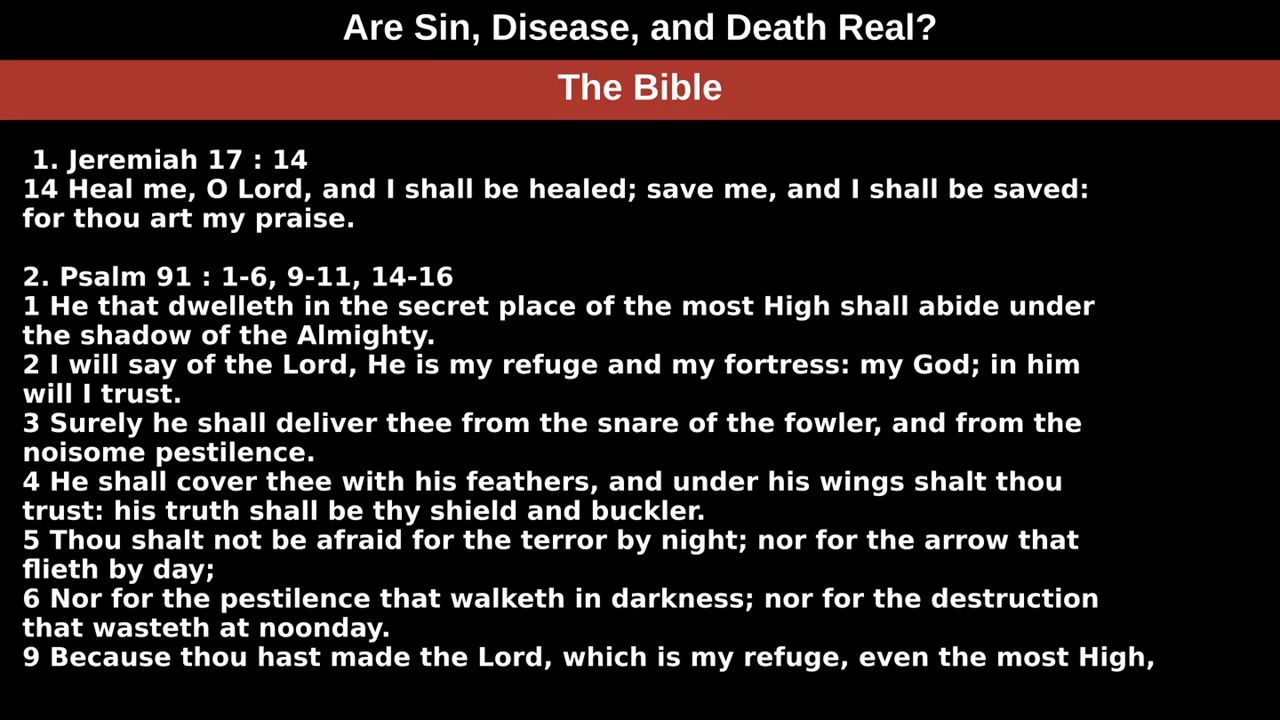 Are Sin, Disease, and Death Real?
The Bible
1. Jeremiah 17 : 14
14 Heal me, O Lord, and I shall be healed; save me, and I shall be saved:
for thou art my praise.
2. Psalm 91 : 1-6, 9-11, 14-16
1 He that dwelleth in the secret place of the most High shall abide under
the shadow of the Almighty.
2 I will say of the Lord, He is my refuge and my fortress: my God; in him
will I trust.
3 Surely he shall deliver thee from the snare of the fowler, and from the
noisome pestilence.
4 He shall cover thee with his feathers, and under his wings shalt thou
trust: his truth shall be thy shield and buckler.
5 Thou shalt not be afraid for the terror by night; nor for the arrow that
flieth by day;
6 Nor for the pestilence that walketh in darkness; nor for the destruction
that wasteth at noonday.
9 Because thou hast made the Lord, which is my refuge, even the most High,